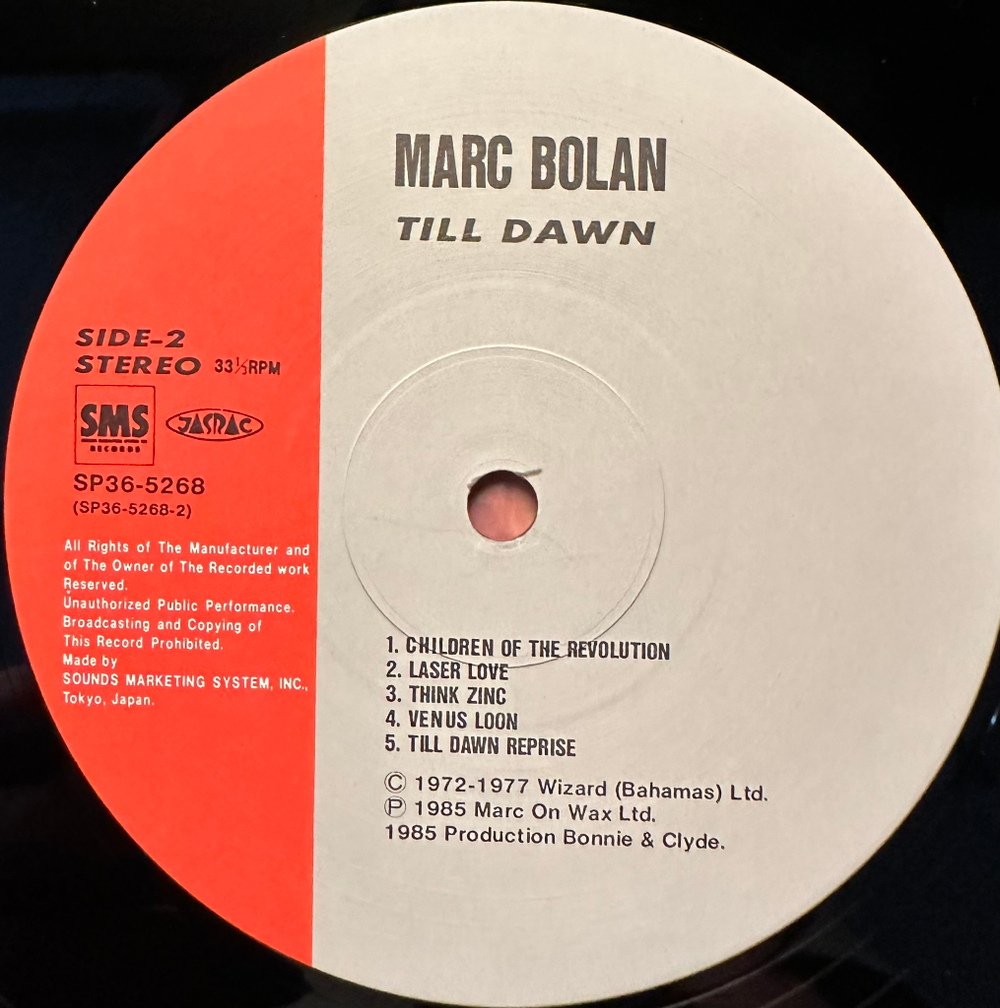 MARC BOLAN
TILL DAWN
SIDE-2
STEREO 33⅓RPM
SMS
RECORDS
JASRAC
SP36-5268
(SP36-5268-2)
All Rights of The Manufacturer and
of The Owner of The Recorded work
Reserved.
Unauthorized Public Performance.
Broadcasting and Copying of
This Record Prohibited.
Made by
SOUNDS MARKETING SYSTEM, INC.,
Tokyo, Japan.
1. CHILDREN OF THE REVOLUTION
2. LASER LOVE
3. THINK ZINC
4. VENUS LOON
5. TILL DAWN REPRISE
Ⓒ 1972-1977 Wizard (Bahamas) Ltd.
Ⓟ 1985 Marc On Wax Ltd.
1985 Production Bonnie & Clyde.